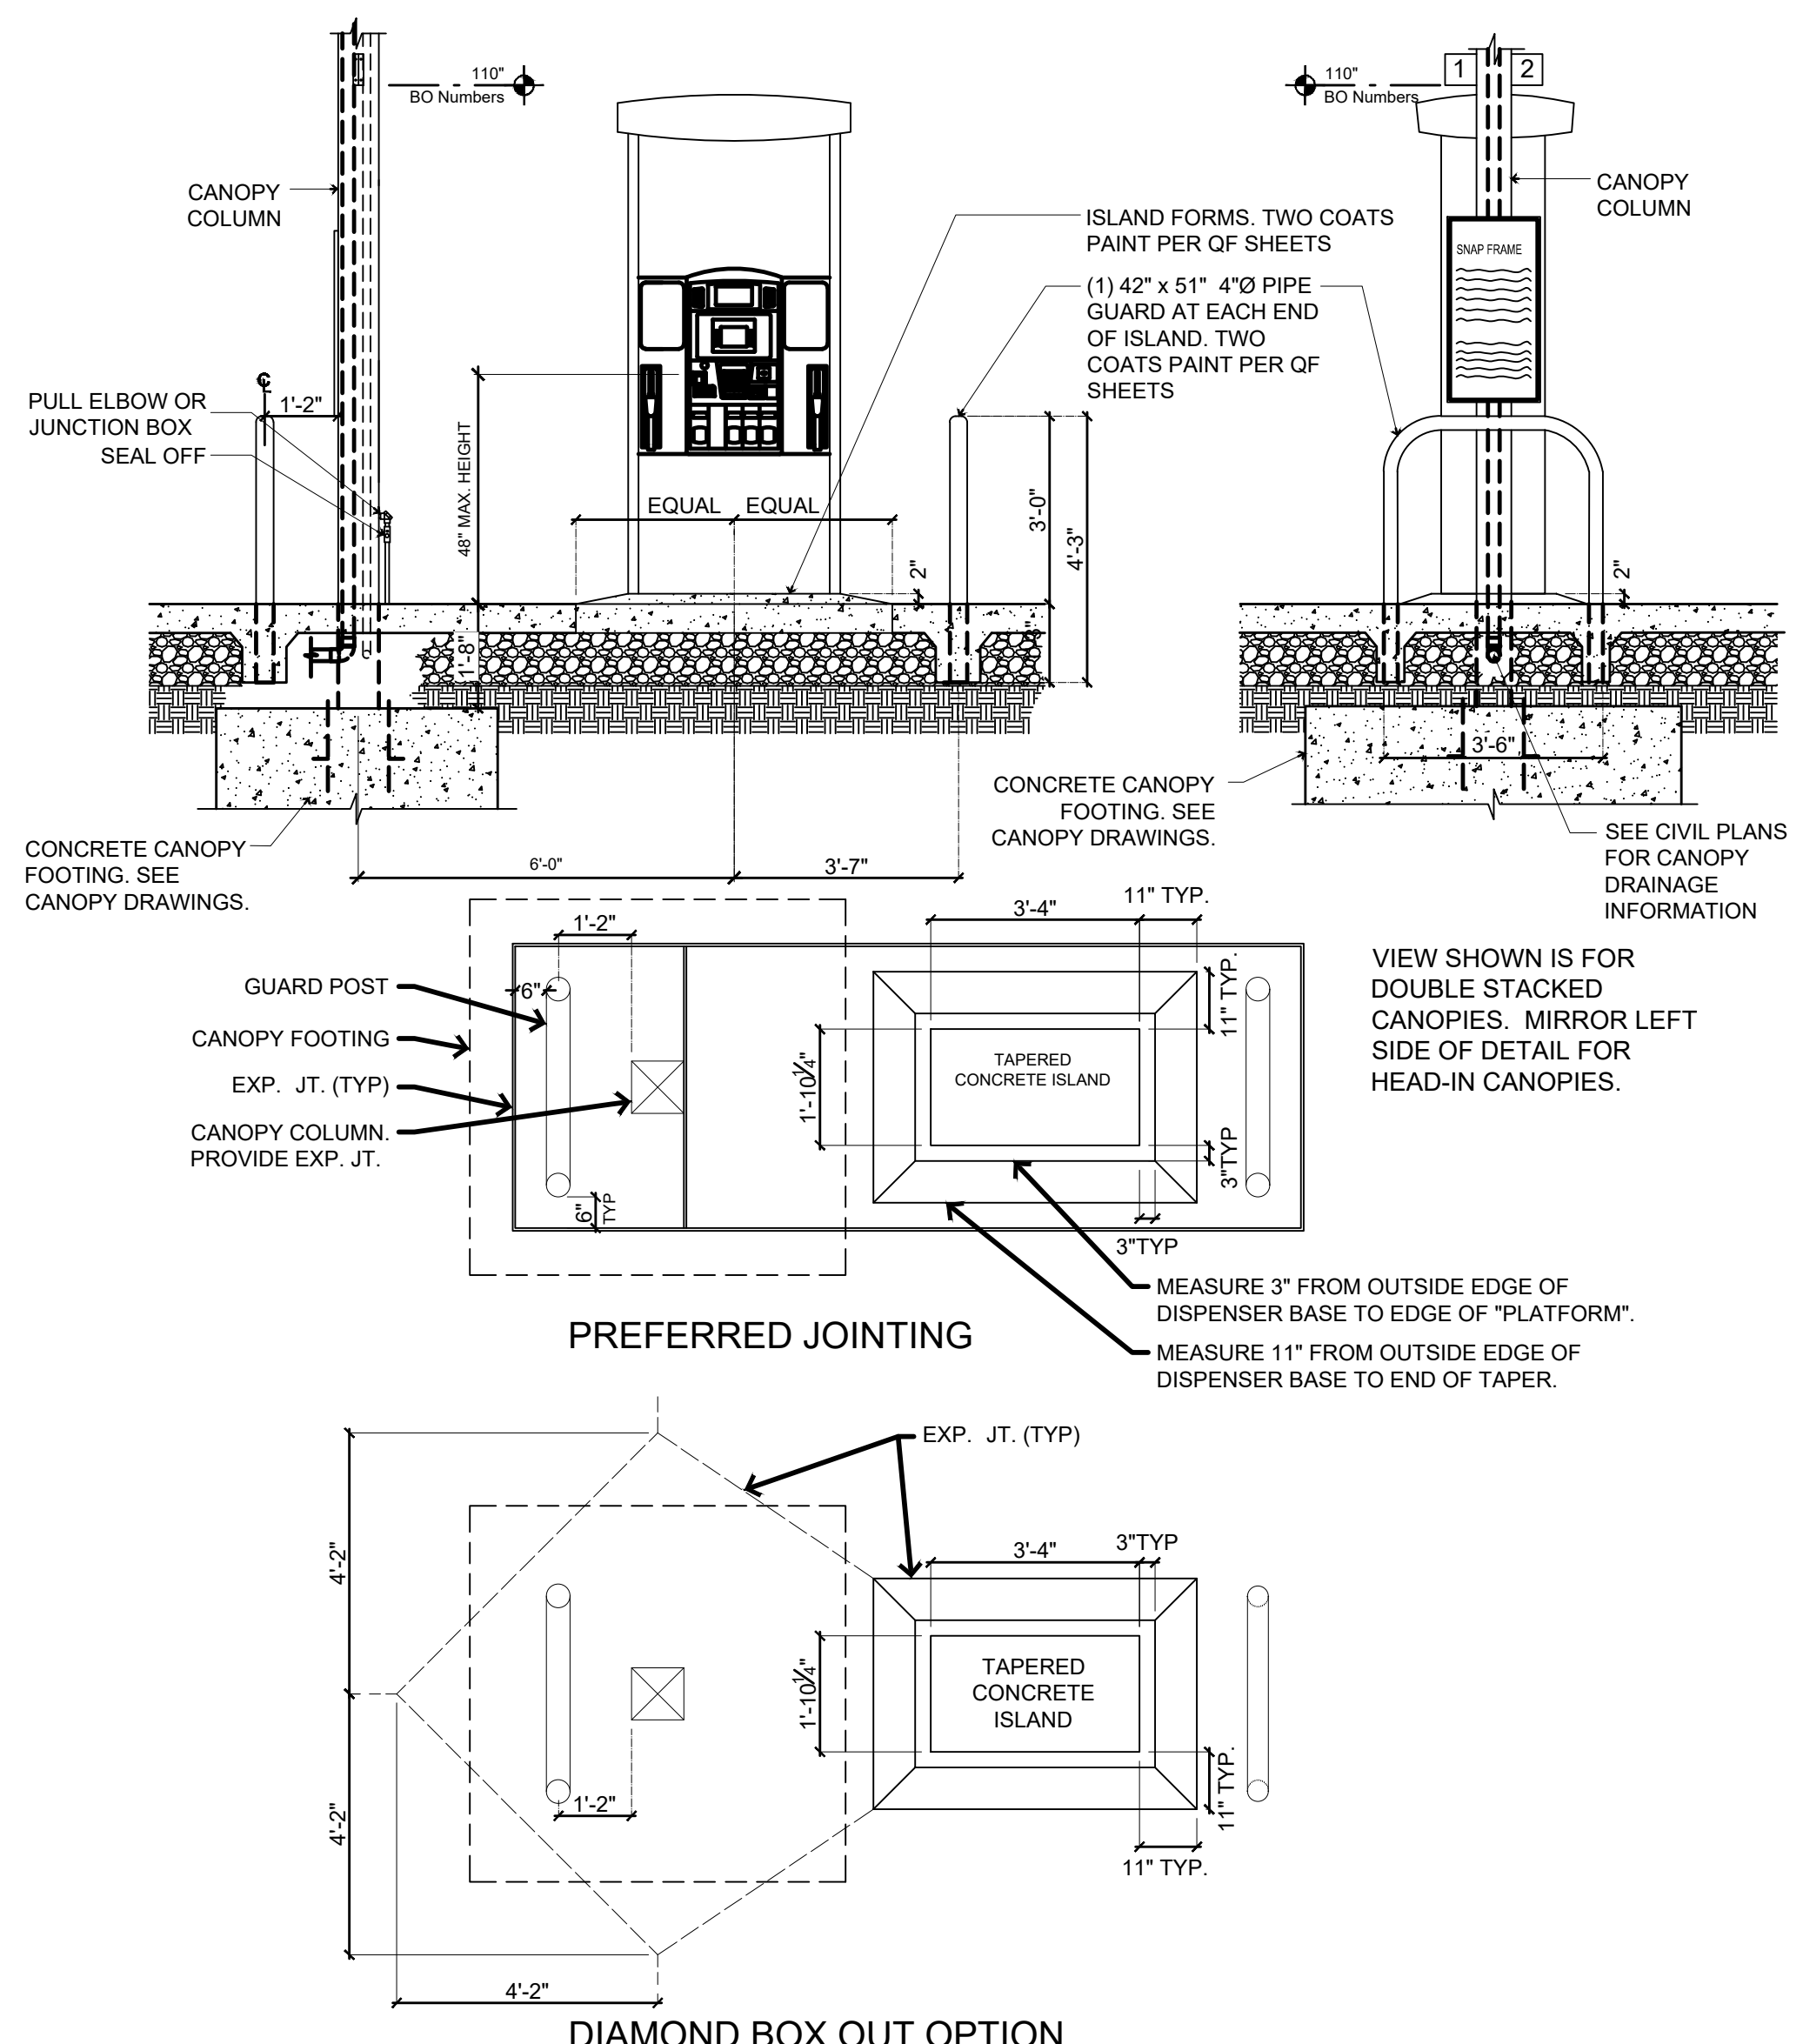 110"
BO Numbers
CANOPY
COLUMN
PULL ELBOW OR
JUNCTION BOX
SEAL OFF
1'-2"
48" MAX. HEIGHT
EQUAL
EQUAL
ISLAND FORMS. TWO COATS
PAINT PER QF SHEETS
(1) 42" x 51" 4"Ø PIPE
GUARD AT EACH END
OF ISLAND. TWO
COATS PAINT PER QF
SHEETS
2"
3'-0"
4'-3"
1'-8"
6'-0"
3'-7"
CONCRETE CANOPY
FOOTING. SEE
CANOPY DRAWINGS.
110"
BO Numbers
1
2
CANOPY
COLUMN
SNAP FRAME
2"
3'-6"
CONCRETE CANOPY
FOOTING. SEE
CANOPY DRAWINGS.
SEE CIVIL PLANS
FOR CANOPY
DRAINAGE
INFORMATION
1'-2"
3'-4"
11" TYP.
GUARD POST
6"
CANOPY FOOTING
EXP. JT. (TYP)
CANOPY COLUMN.
PROVIDE EXP. JT.
6"
TYP
1'-10¼"
TAPERED
CONCRETE ISLAND
11" TYP.
3"TYP
3"TYP
VIEW SHOWN IS FOR
DOUBLE STACKED
CANOPIES. MIRROR LEFT
SIDE OF DETAIL FOR
HEAD-IN CANOPIES.
MEASURE 3" FROM OUTSIDE EDGE OF
DISPENSER BASE TO EDGE OF "PLATFORM".
MEASURE 11" FROM OUTSIDE EDGE OF
DISPENSER BASE TO END OF TAPER.
PREFERRED JOINTING
EXP. JT. (TYP)
4'-2"
4'-2"
3'-4"
3"TYP
1'-10¼"
TAPERED
CONCRETE
ISLAND
1'-2"
11" TYP.
11" TYP.
4'-2"
DIAMOND BOX OUT OPTION